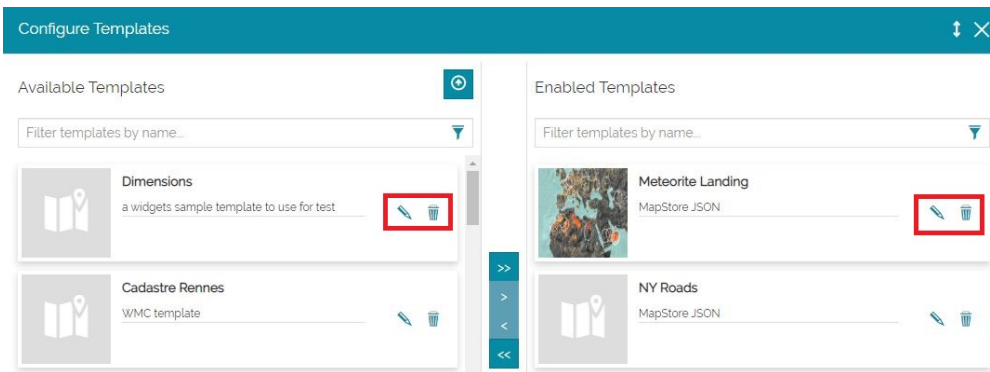 Configure Templates
Available Templates
Enabled Templates
Filter templates by name...
Filter templates by name...
Dimensions
a widgets sample template to use for test
Meteorite Landing
MapStore JSON
>>
>
<
<<
Cadastre Rennes
WMC template
NY Roads
MapStore JSON